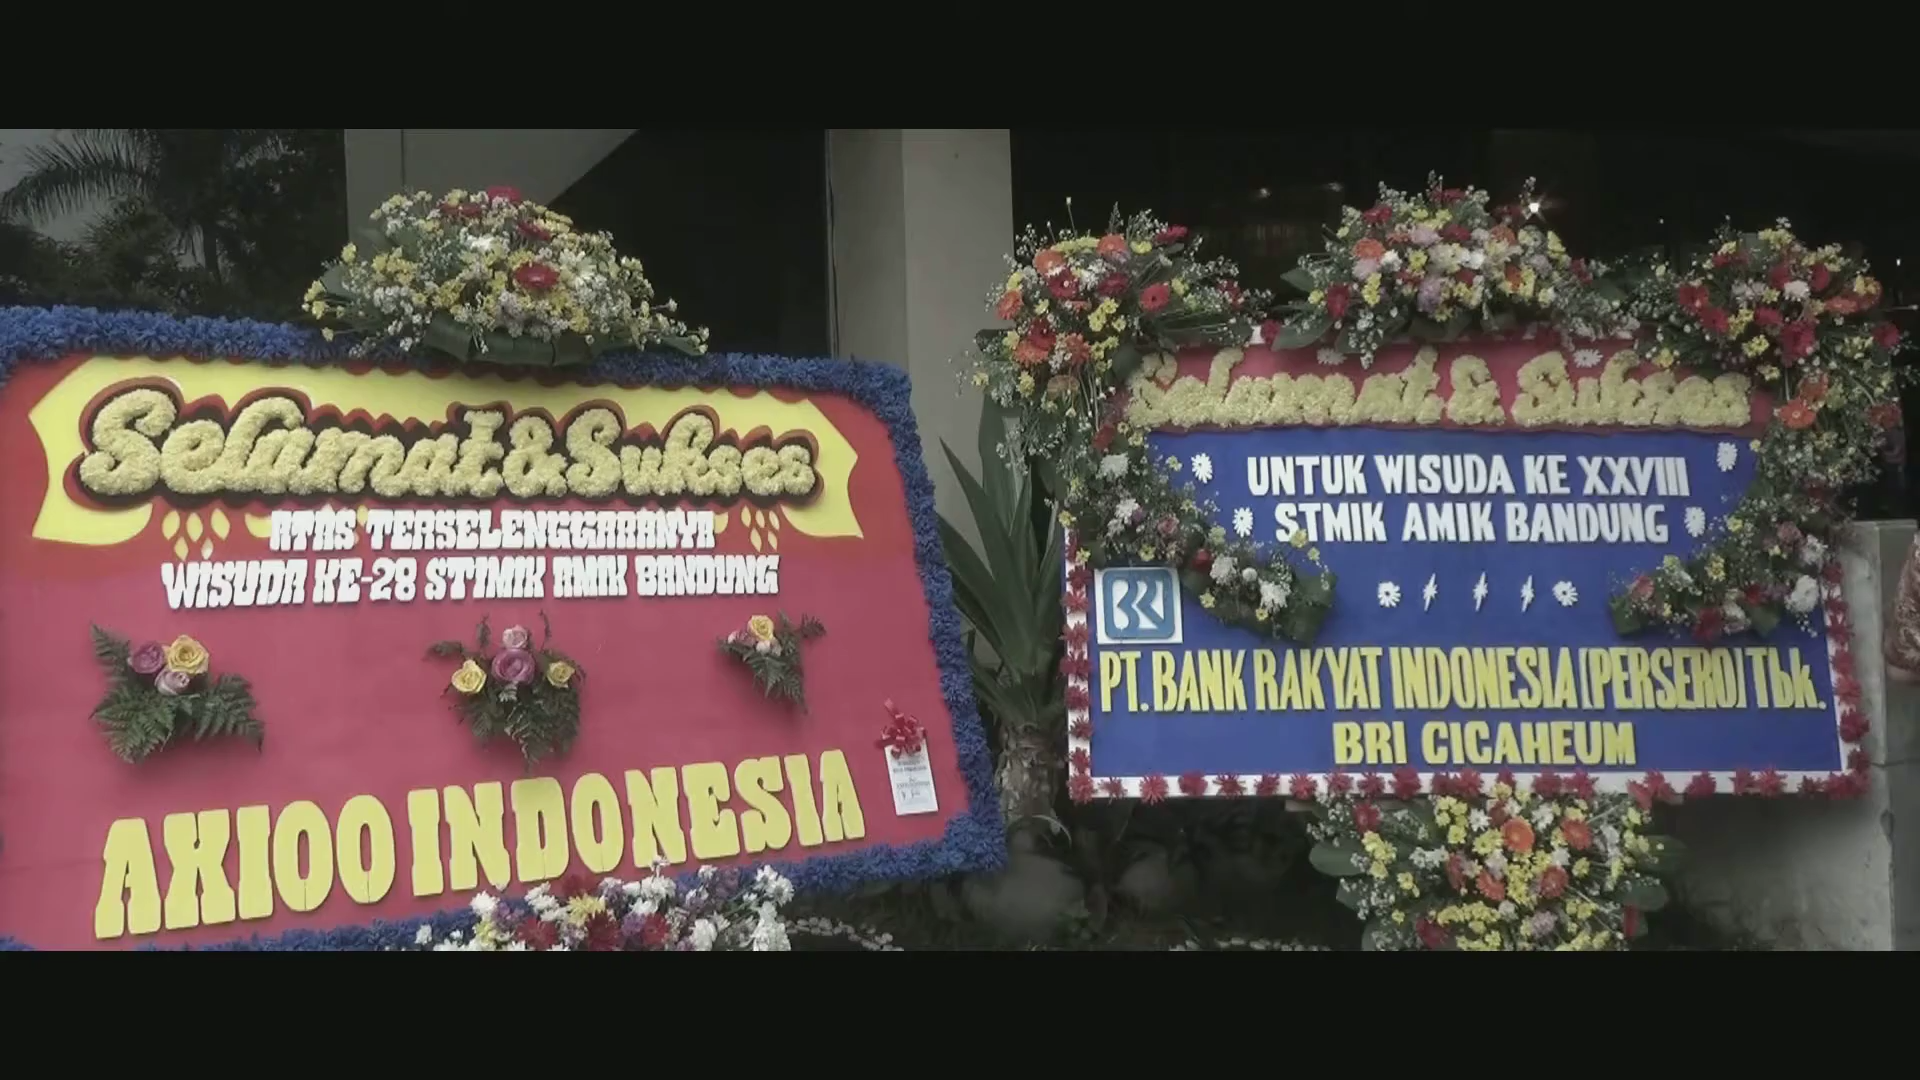 Selamat & Sukses
ATAS TERSELENGGARANYA
WISUDA KE-28 STIMIK AMIK BANDUNG
AXIOO INDONESIA
Selamat & Sukses
UNTUK WISUDA KE XXVIII
STMIK AMIK BANDUNG
BRI
PT. BANK RAKYAT INDONESIA (PERSERO) Tbk.
BRI CICAHEUM